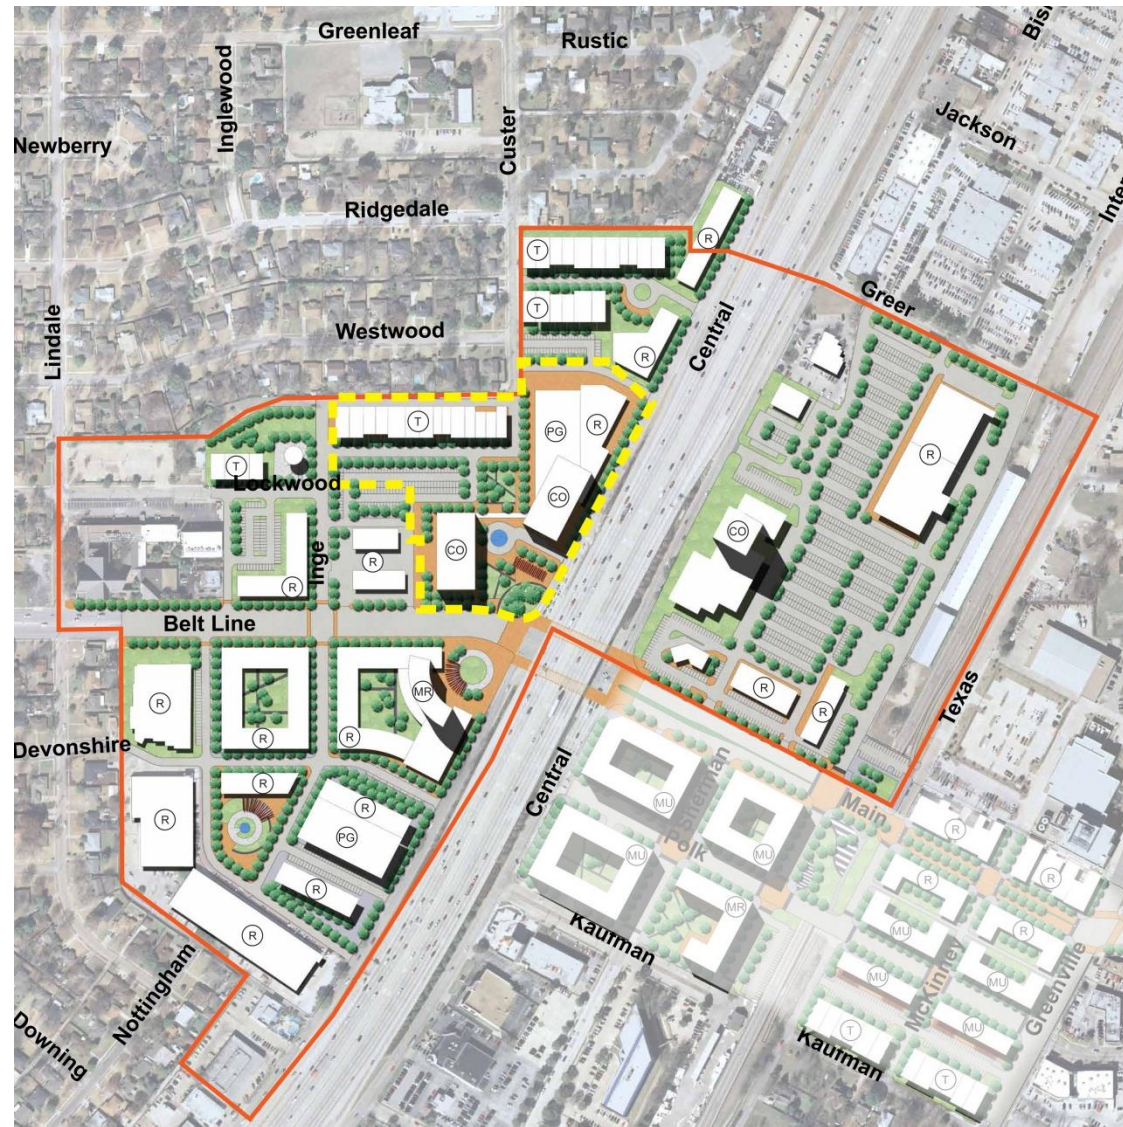 Greenleaf
Rustic
Jackson
Inglewood
Newberry
Custer
Ridgedale
T
R
Greer
Westwood
Lindale
Central
T
R
T
PG
R
R
T
Lockwood
CO
CO
CO
R
Inge
R
Belt Line
MR
R
R
Texas
R
R
R
Devonshire
Central
Sherman
MU
Main
R
R
R
PG
Polk
MU
MU
R
R
R
Kaufman
MR
MU
R
R
Nottingham
McKinley
MU
Greenville
MU
MU
Downing
T
Kaufman
T